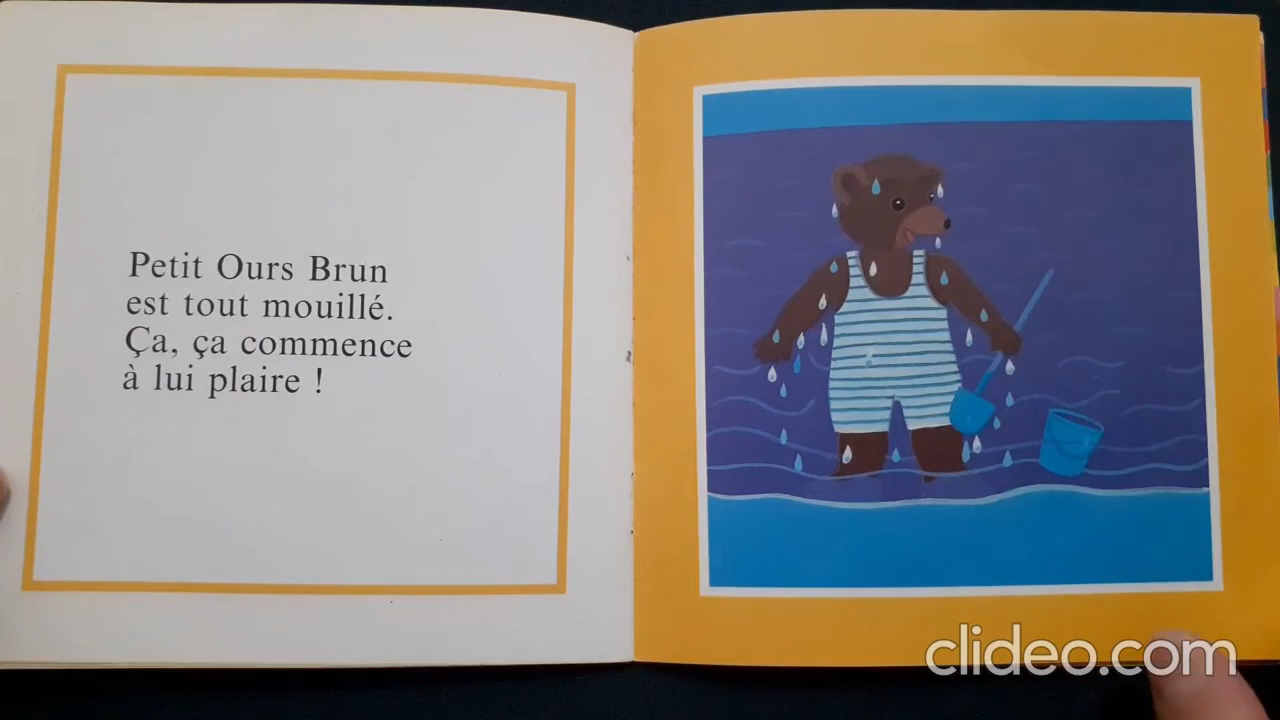 Petit Ours Brun
est tout mouillé.
Ça, ça commence
à lui plaire !
clideo.com